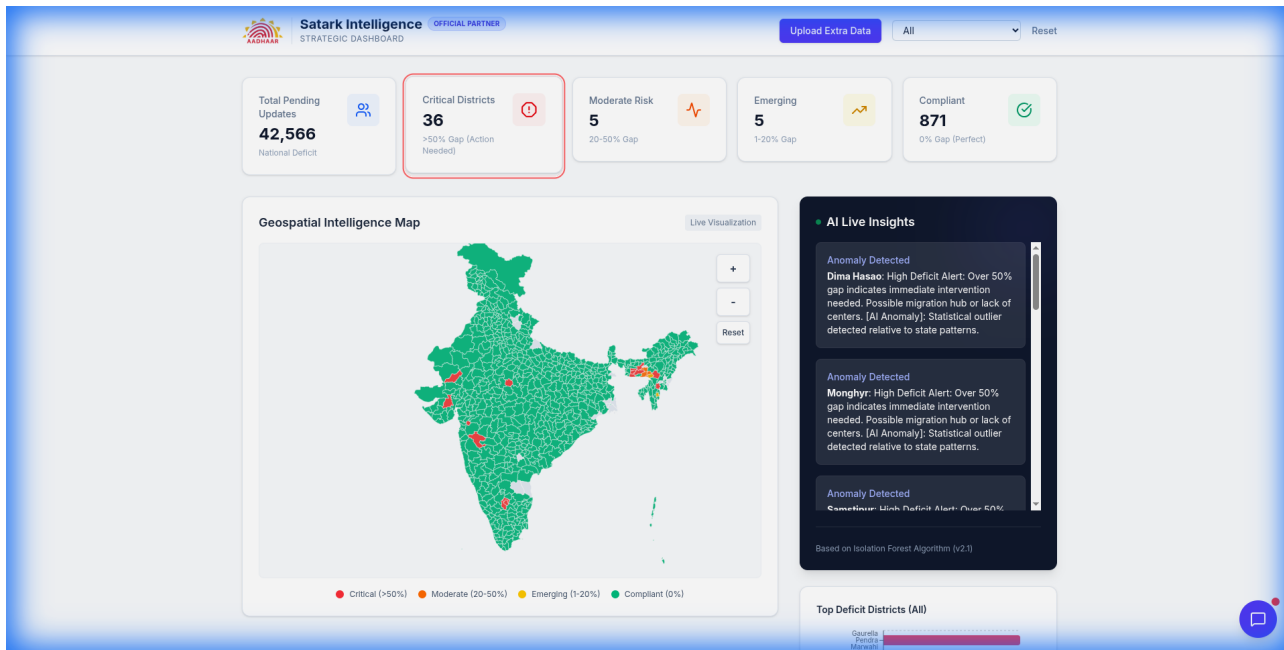 AADHAAR
Satark Intelligence
OFFICIAL PARTNER
STRATEGIC DASHBOARD
Upload Extra Data
All
Reset
Total Pending
Updates
42,566
National Deficit
Critical Districts
36
>50% Gap (Action
Needed)
Moderate Risk
5
20-50% Gap
Emerging
5
1-20% Gap
Compliant
871
0% Gap (Perfect)
Geospatial Intelligence Map
Live Visualization
+
-
Reset
Critical (>50%)
Moderate (20-50%)
Emerging (1-20%)
Compliant (0%)
AI Live Insights
Anomaly Detected
Dima Hasao: High Deficit Alert: Over 50%
gap indicates immediate intervention
needed. Possible migration hub or lack of
centers. [AI Anomaly]: Statistical outlier
detected relative to state patterns.
Anomaly Detected
Monghyr: High Deficit Alert: Over 50%
gap indicates immediate intervention
needed. Possible migration hub or lack of
centers. [AI Anomaly]: Statistical outlier
detected relative to state patterns.
Anomaly Detected
Samstipur: High Deficit Alert: Over 50%
Based on Isolation Forest Algorithm (v2.1)
Top Deficit Districts (All)
Gaurella
Pendra
Marwahi